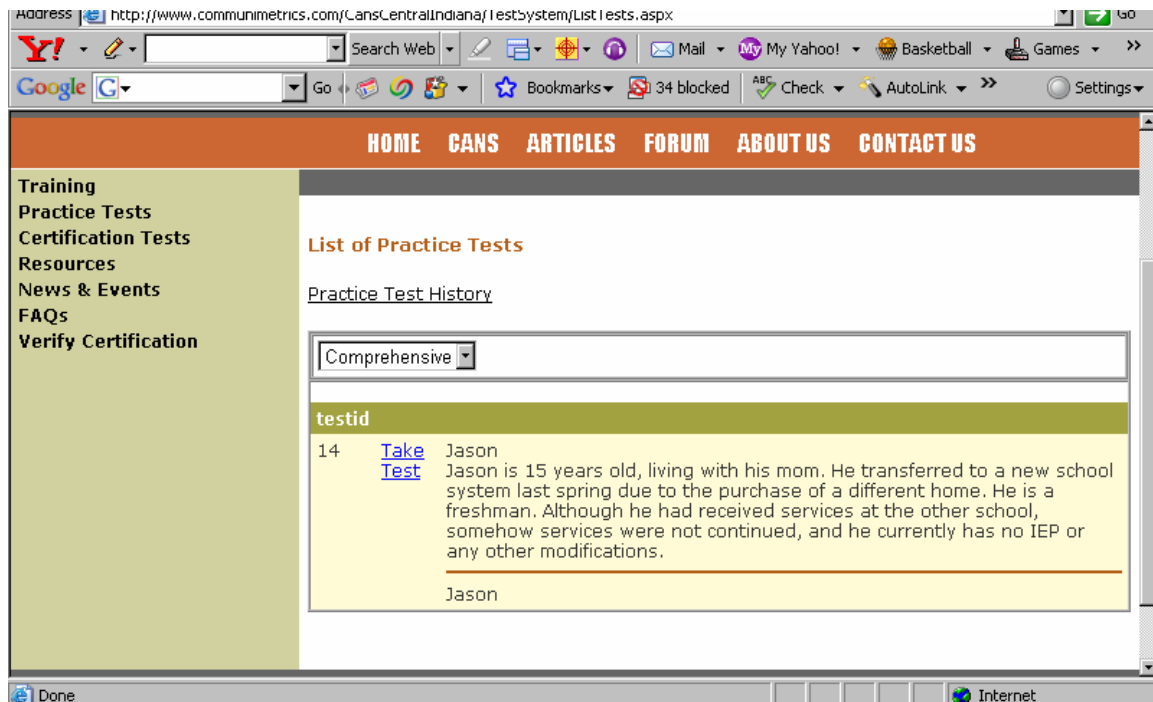 Address http://www.communimetrics.com/CansCentralIndiana/TestSystem/ListTests.aspx Go
Y! Search Web Mail My Yahoo! Basketball Games >>
Google G Go Bookmarks 34 blocked ABC Check AutoLink >> Settings
HOME CANS ARTICLES FORUM ABOUT US CONTACT US
Training
Practice Tests
Certification Tests
Resources
News & Events
FAQs
Verify Certification
List of Practice Tests
Practice Test History
Comprehensive
testid
14 Take Jason
Test Jason is 15 years old, living with his mom. He transferred to a new school
system last spring due to the purchase of a different home. He is a
freshman. Although he had received services at the other school,
somehow services were not continued, and he currently has no IEP or
any other modifications.
Jason
Done Internet